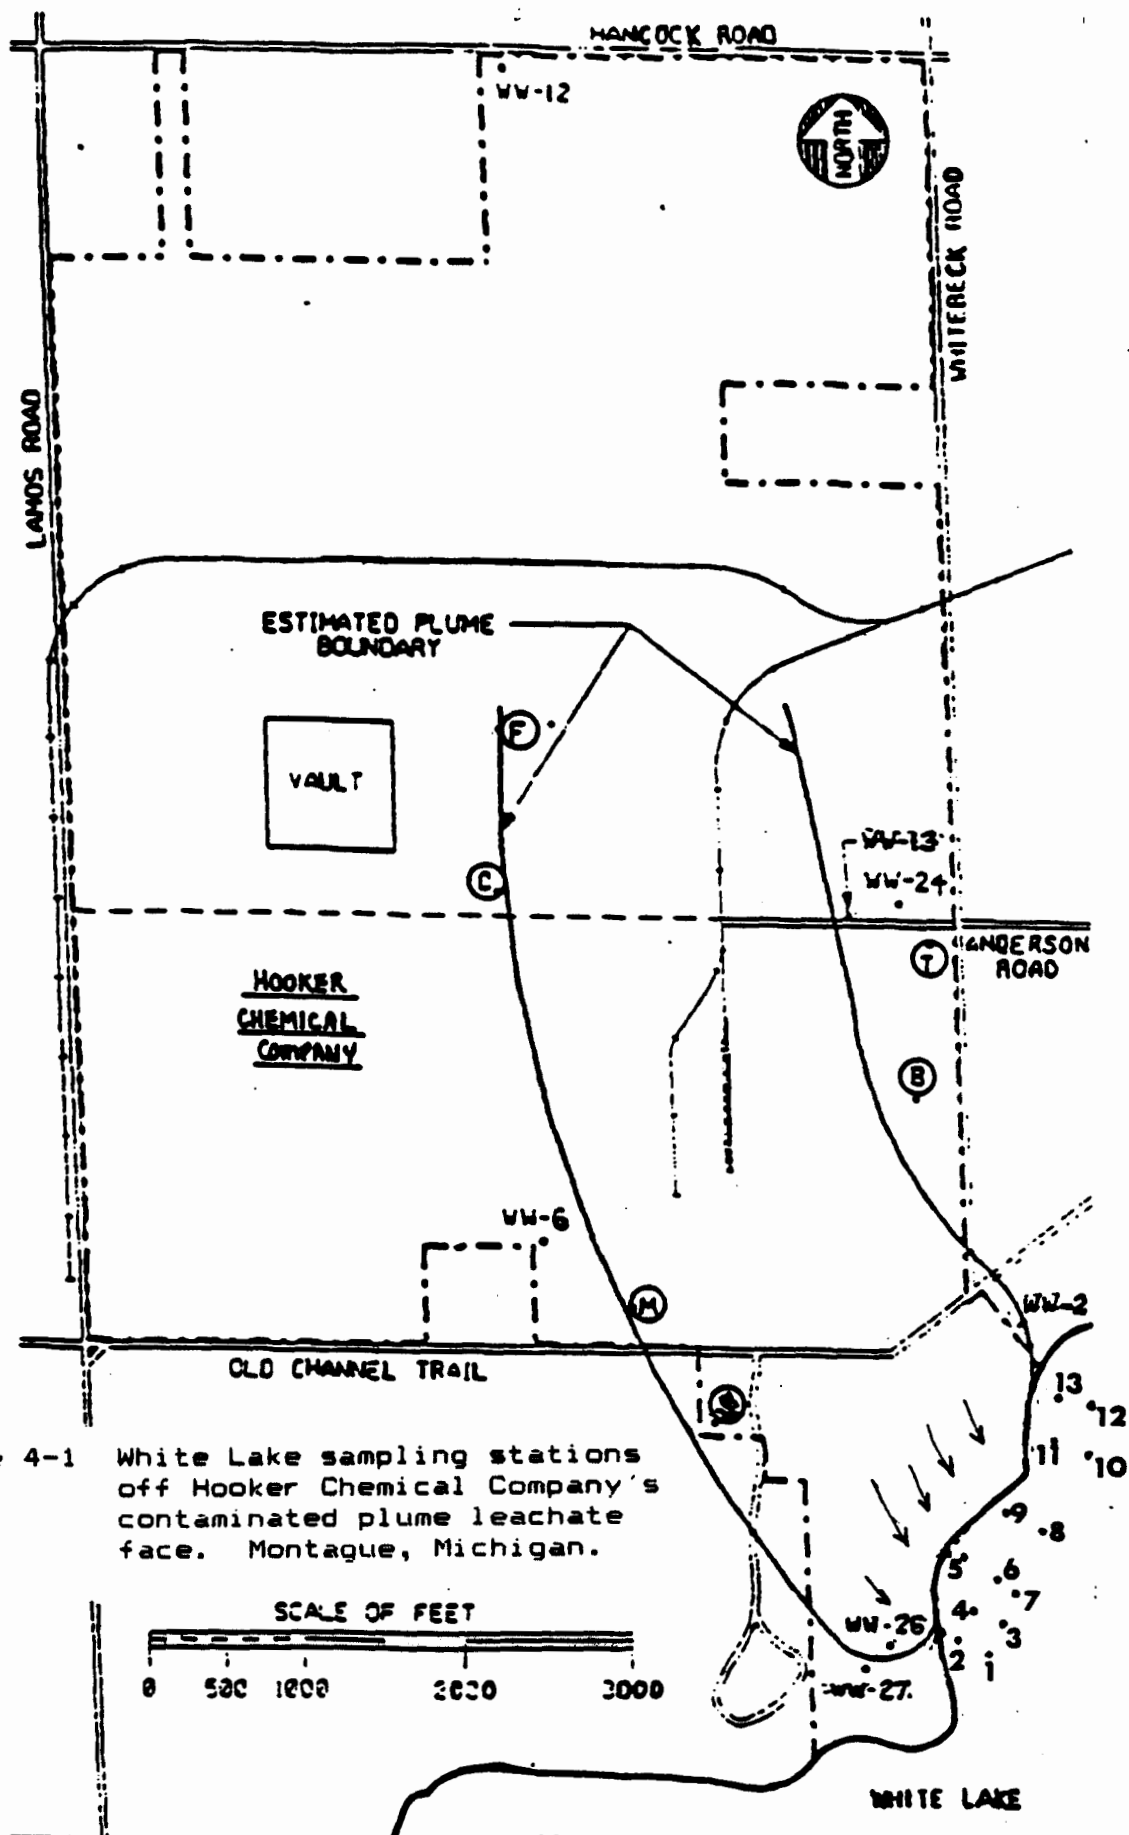 HANCOCK ROAD
WW-12
NORTH
WHITEBECK ROAD
LAMOS ROAD
ESTIMATED PLUME
BOUNDARY
F
VAULT
WW-13
C
WW-24
ANDERSON
ROAD
T
HOOKER
CHEMICAL
COMPANY
B
WW-6
M
WW-2
OLD CHANNEL TRAIL
13
12
11
10
4-1 White Lake sampling stations
off Hooker Chemical Company's
contaminated plume leachate
face. Montague, Michigan.
9
8
5
6
7
4
3
2
1
SCALE OF FEET
0 500 1000 2000 3000
WW-26
WW-27
WHITE LAKE